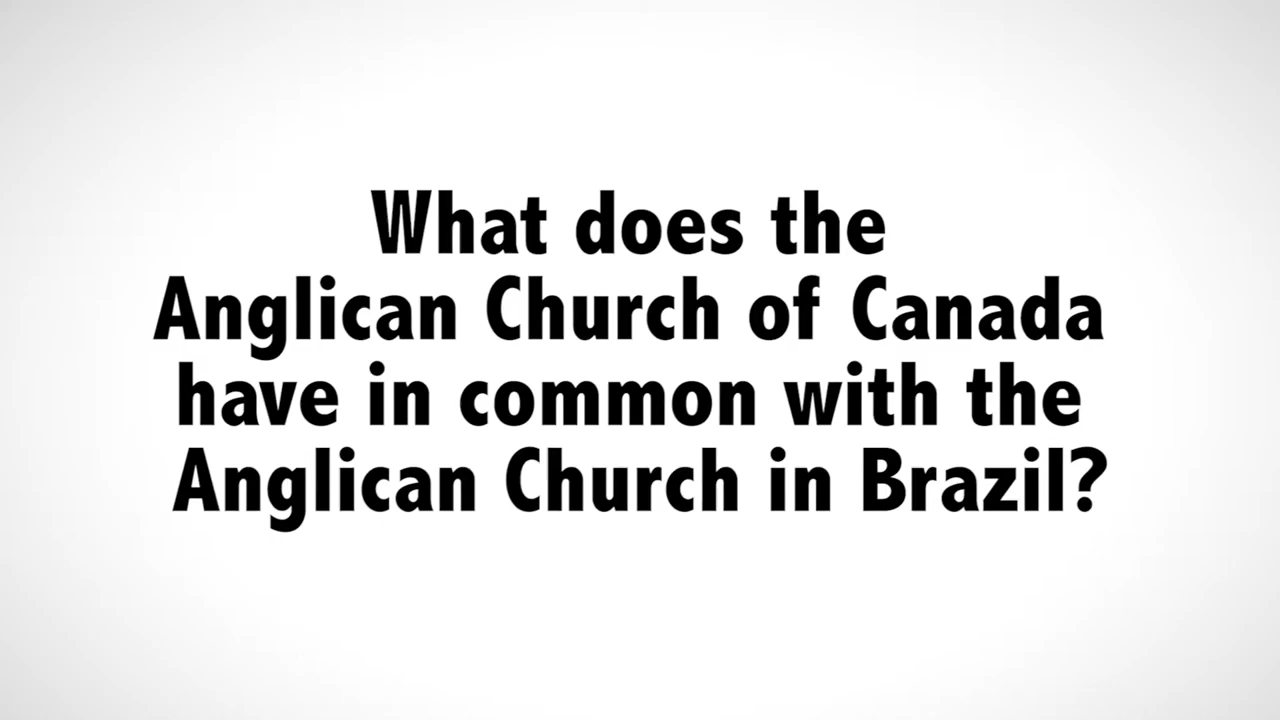 What does the
Anglican Church of Canada
have in common with the
Anglican Church in Brazil?